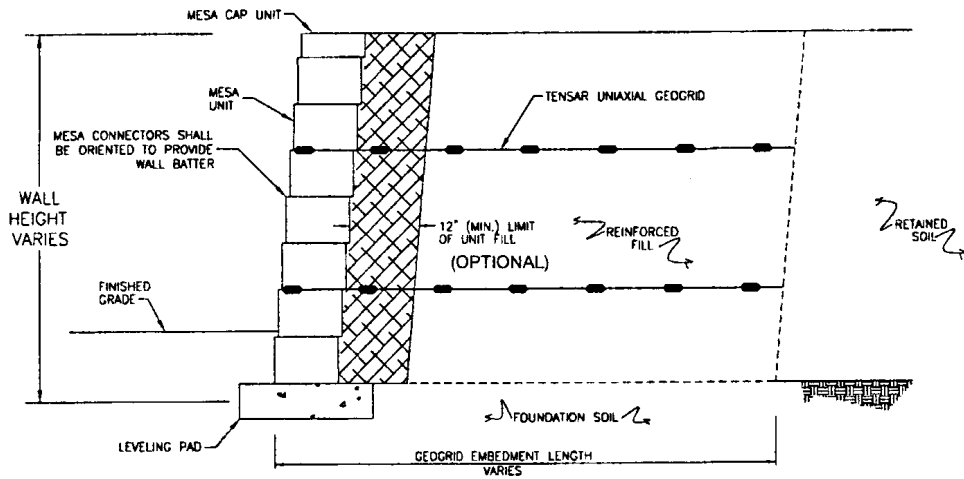 MESA CAP UNIT
MESA
UNIT
TENSAR UNIAXIAL GEOGRID
MESA CONNECTORS SHALL
BE ORIENTED TO PROVIDE
WALL BATTER
WALL
HEIGHT
VARIES
12" (MIN.) LIMIT
OF UNIT FILL
(OPTIONAL)
REINFORCED
FILL
RETAINED
SOIL
FINISHED
GRADE
FOUNDATION SOIL
LEVELING PAD
GEOGRID EMBEDMENT LENGTH
VARIES